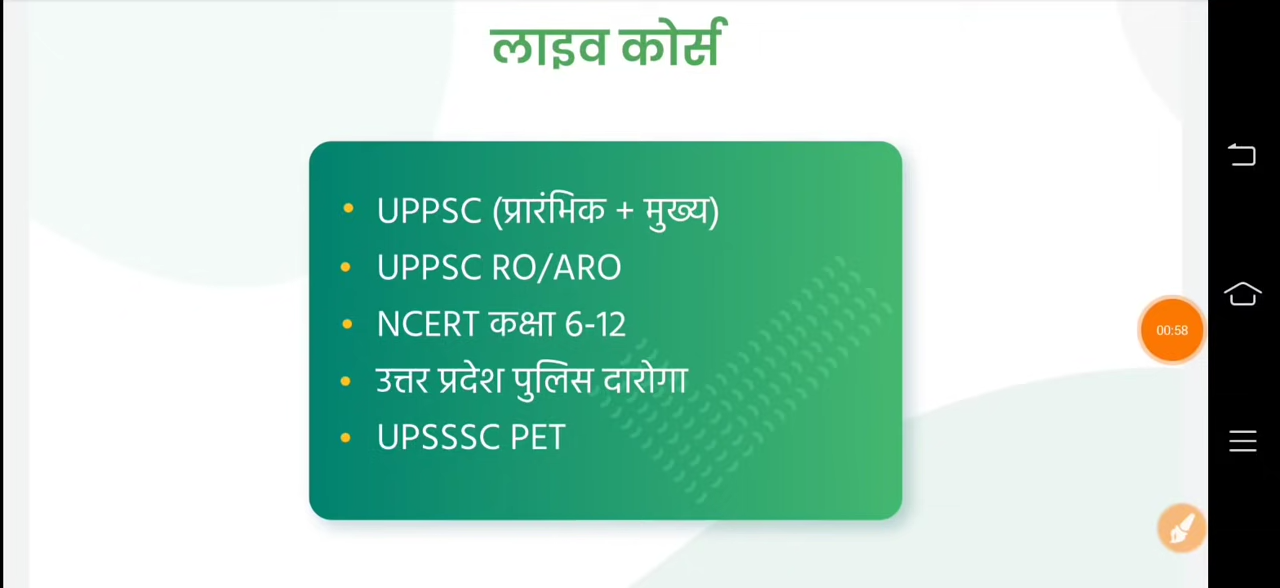 लाइव कोर्स
• UPPSC (प्रारंभिक + मुख्य)
• UPPSC RO/ARO
• NCERT कक्षा 6-12
• उत्तर प्रदेश पुलिस दारोगा
• UPSSSC PET
00:58